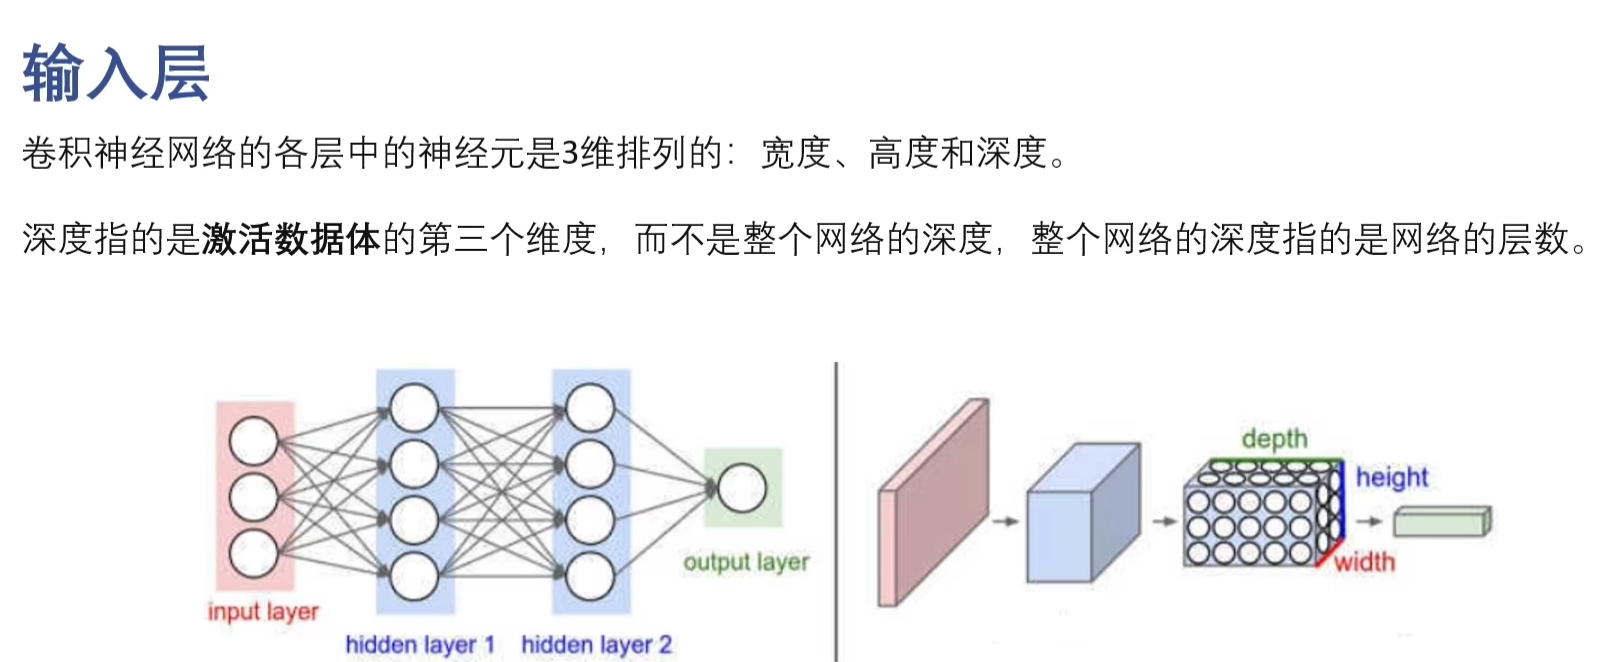 输入层
卷积神经网络的各层中的神经元是3维排列的：宽度、高度和深度。
深度指的是激活数据体的第三个维度，而不是整个网络的深度，整个网络的深度指的是网络的层数。
input layer
hidden layer 1
hidden layer 2
output layer
depth
height
width